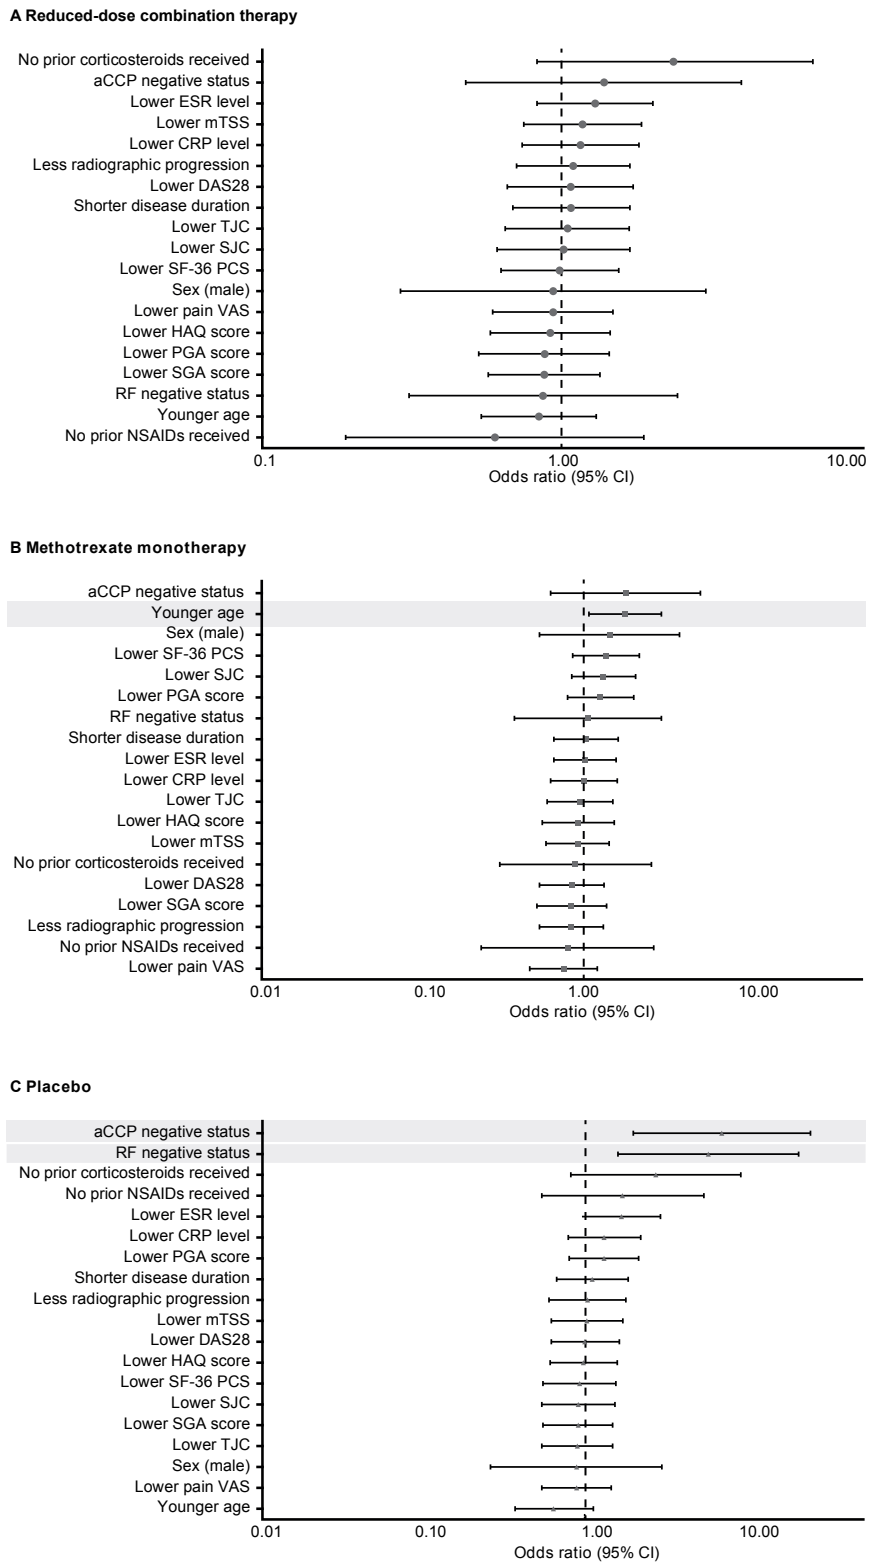 A Reduced-dose combination therapy
No prior corticosteroids received
aCCP negative status
Lower ESR level
Lower mTSS
Lower CRP level
Less radiographic progression
Lower DAS28
Shorter disease duration
Lower TJC
Lower SJC
Lower SF-36 PCS
Sex (male)
Lower pain VAS
Lower HAQ score
Lower PGA score
Lower SGA score
RF negative status
Younger age
No prior NSAIDs received
0.1 1.00 10.00
Odds ratio (95% CI)
B Methotrexate monotherapy
aCCP negative status
Younger age
Sex (male)
Lower SF-36 PCS
Lower SJC
Lower PGA score
RF negative status
Shorter disease duration
Lower ESR level
Lower CRP level
Lower TJC
Lower HAQ score
Lower mTSS
No prior corticosteroids received
Lower DAS28
Lower SGA score
Less radiographic progression
No prior NSAIDs received
Lower pain VAS
0.01 0.10 1.00 10.00
Odds ratio (95% CI)
C Placebo
aCCP negative status
RF negative status
No prior corticosteroids received
No prior NSAIDs received
Lower ESR level
Lower CRP level
Lower PGA score
Shorter disease duration
Less radiographic progression
Lower mTSS
Lower DAS28
Lower HAQ score
Lower SF-36 PCS
Lower SJC
Lower SGA score
Lower TJC
Sex (male)
Lower pain VAS
Younger age
0.01 0.10 1.00 10.00
Odds ratio (95% CI)